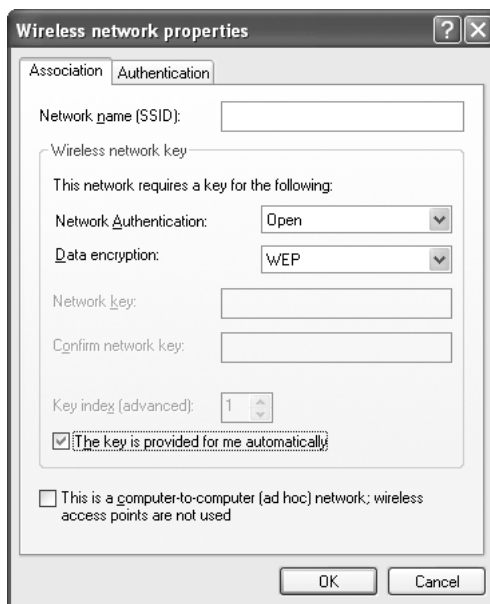 Wireless network properties
Association
Authentication
Network name (SSID):
Wireless network key
This network requires a key for the following:
Network Authentication:
Open
Data encryption:
WEP
Network key:
Confirm network key:
Key index (advanced):
1
The key is provided for me automatically
This is a computer-to-computer (ad hoc) network; wireless
access points are not used
OK
Cancel